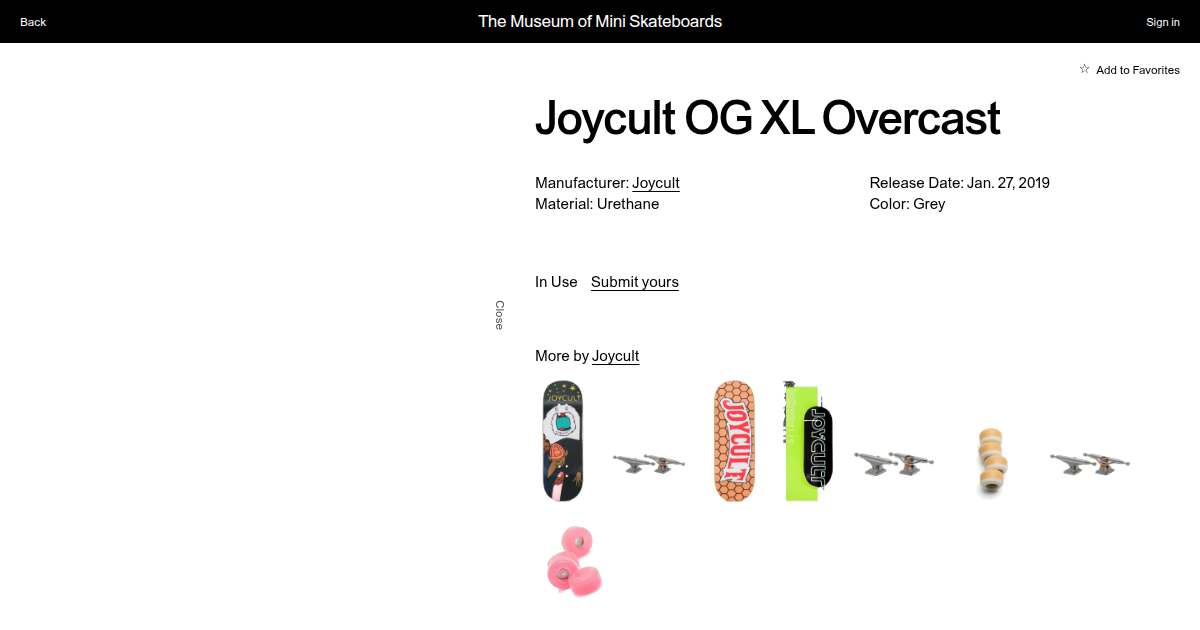 Back
The Museum of Mini Skateboards
Sign in
☆ Add to Favorites
Joycult OG XL Overcast
Manufacturer: Joycult
Release Date: Jan. 27, 2019
Material: Urethane
Color: Grey
In Use
Submit yours
Close
More by Joycult
JOYCULT
JOYCULT
JOYCULT